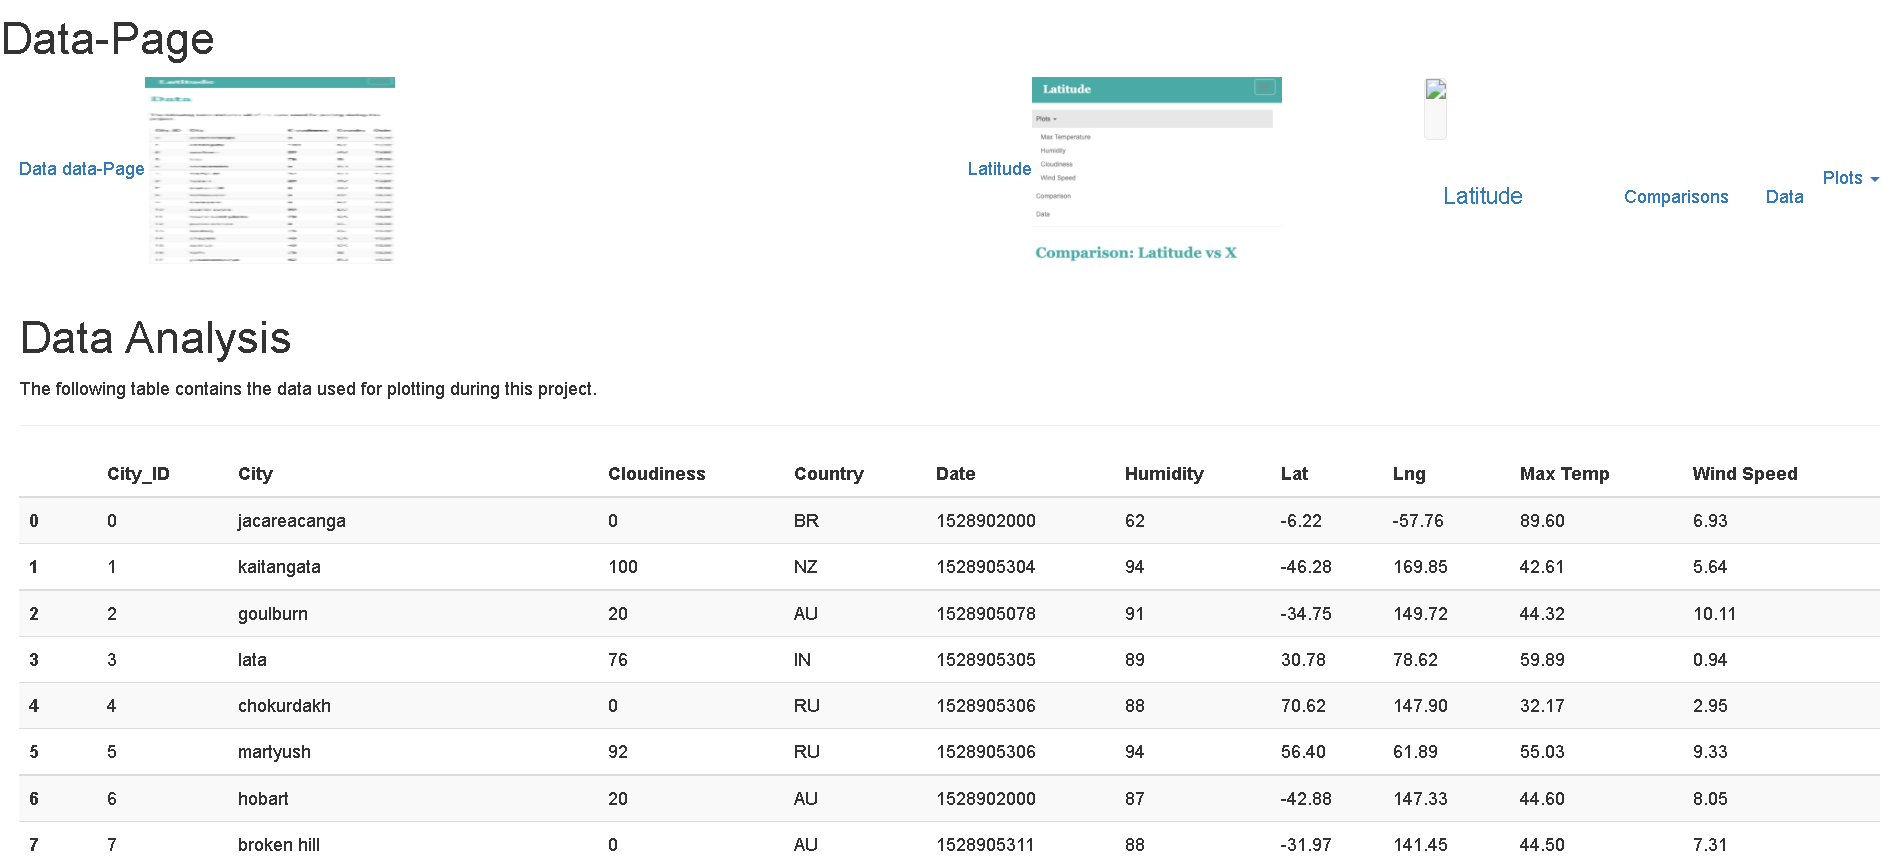 Data-Page
Data data-Page
Latitude
Data
Latitude
Latitude
Plots
Max Temperature
Humidity
Cloudiness
Wind Speed
Comparison
Data
Comparison: Latitude vs X
Latitude
Comparisons
Data
Plots
Data Analysis
The following table contains the data used for plotting during this project.
City_ID City Cloudiness Country Date Humidity Lat Lng Max Temp Wind Speed
0 0 jacareacanga 0 BR 1528902000 62 -6.22 -57.76 89.60 6.93
1 1 kaitangata 100 NZ 1528905304 94 -46.28 169.85 42.61 5.64
2 2 goulburn 20 AU 1528905078 91 -34.75 149.72 44.32 10.11
3 3 lata 76 IN 1528905305 89 30.78 78.62 59.89 0.94
4 4 chokurdakh 0 RU 1528905306 88 70.62 147.90 32.17 2.95
5 5 martyush 92 RU 1528905306 94 56.40 61.89 55.03 9.33
6 6 hobart 20 AU 1528902000 87 -42.88 147.33 44.60 8.05
7 7 broken hill 0 AU 1528905311 88 -31.97 141.45 44.50 7.31